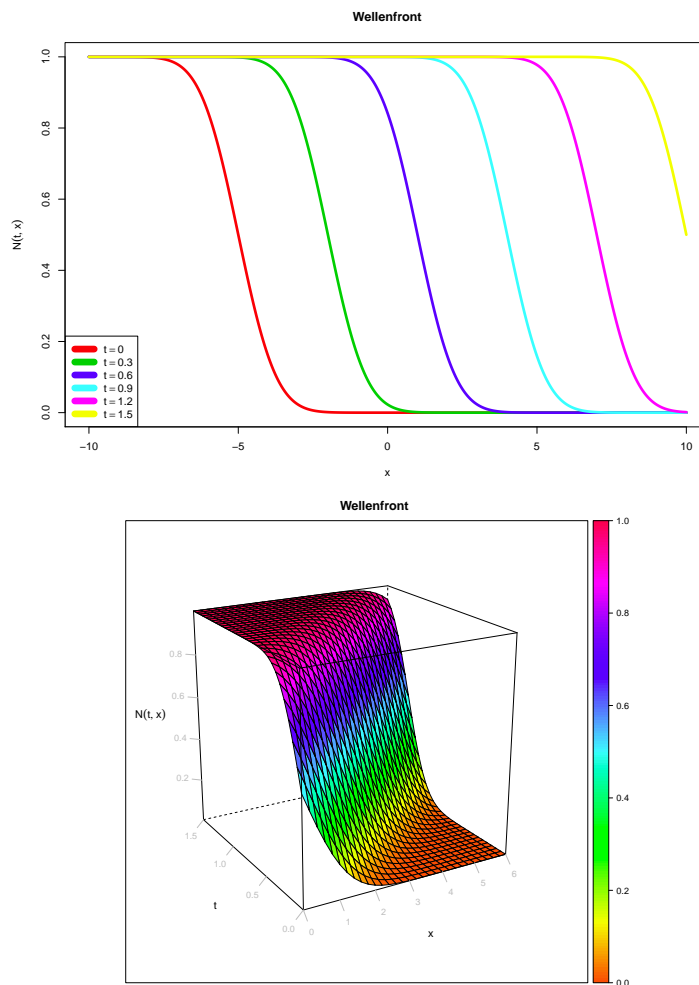 Wellenfront
1.0
0.8
0.6
0.4
0.2
0.0
N(t, x)
t = 0
t = 0.3
t = 0.6
t = 0.9
t = 1.2
t = 1.5
−10 −5 0 5 10
x
Wellenfront
1.0
0.8
0.6
0.4
0.2
0.0
0.8
0.6
0.4
0.2
N(t, x)
1.5
1.0
0.5
0.0
t
0 1 2 3 4 5 6
x